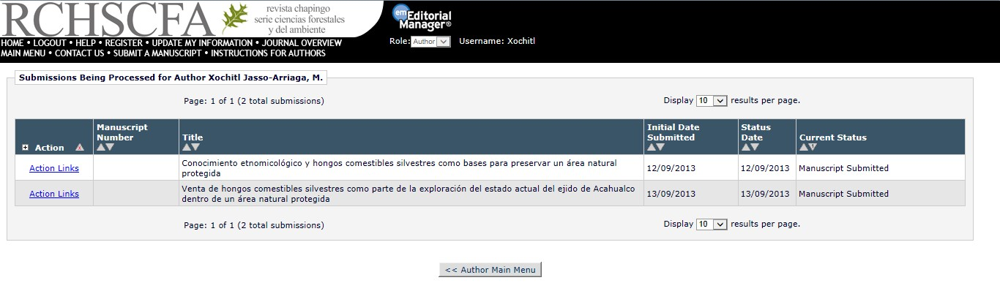 RCHSCFA
revista chapingo
serie ciencias forestales
y del ambiente
em Editorial
Manager®
HOME • LOGOUT • HELP • REGISTER • UPDATE MY INFORMATION • JOURNAL OVERVIEW
MAIN MENU • CONTACT US • SUBMIT A MANUSCRIPT • INSTRUCTIONS FOR AUTHORS
Role: Author Username: Xochitl
Submissions Being Processed for Author Xochitl Jasso-Arriaga, M.
Page: 1 of 1 (2 total submissions) Display 10 results per page.
Action
Manuscript
Number
Title
Initial Date
Submitted
Status
Date
Current Status
Action Links
Conocimiento etnomicológico y hongos comestibles silvestres como bases para preservar un área natural
protegida
12/09/2013 12/09/2013 Manuscript Submitted
Action Links
Venta de hongos comestibles silvestres como parte de la exploración del estado actual del ejido de Acahualco
dentro de un área natural protegida
13/09/2013 13/09/2013 Manuscript Submitted
Page: 1 of 1 (2 total submissions) Display 10 results per page.
<< Author Main Menu